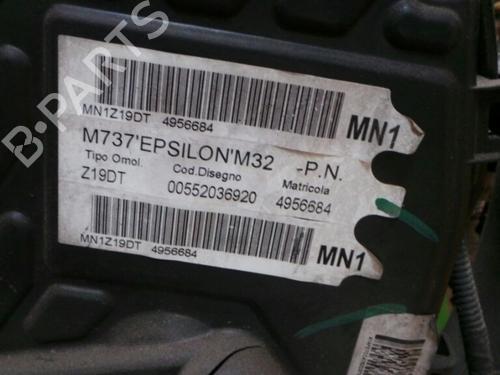 B-PARTS
MN1Z19DT 4956684
MN1
M737'EPSILON'M32 -P.N.
Tipo Omol. Cod.Disegno Matricola
Z19DT 00552036920 4956684
MN1Z19DT 4956684
MN1